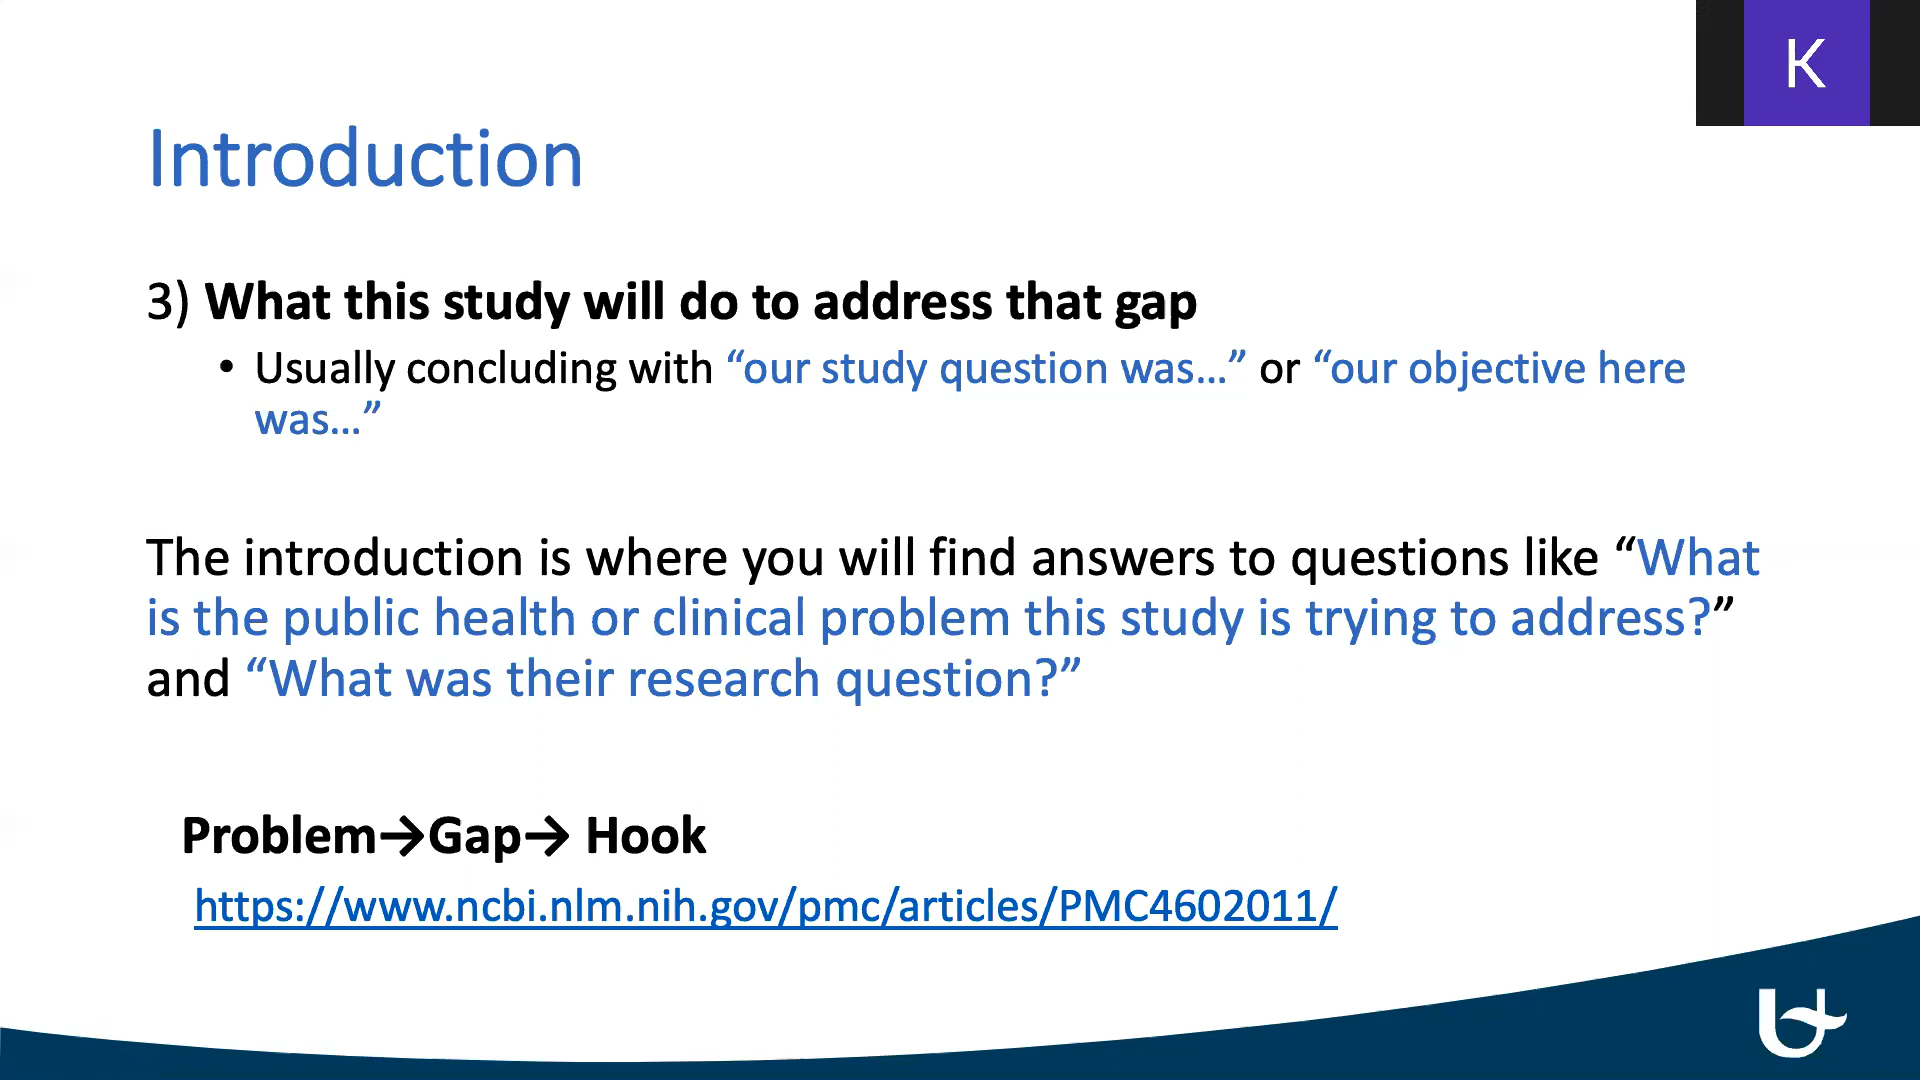 K
Introduction
3) What this study will do to address that gap
• Usually concluding with “our study question was...” or “our objective here
was...”
The introduction is where you will find answers to questions like “What
is the public health or clinical problem this study is trying to address?”
and “What was their research question?”
Problem→Gap→ Hook
https://www.ncbi.nlm.nih.gov/pmc/articles/PMC4602011/